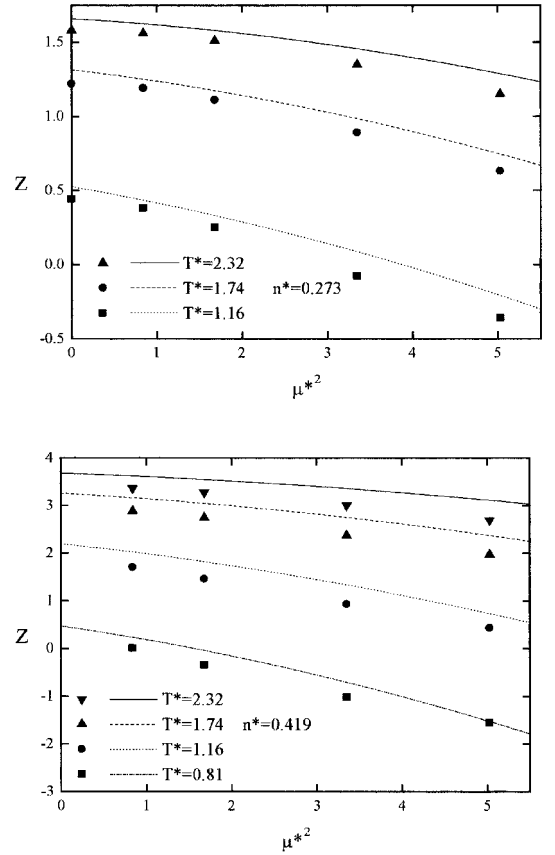 1.5
1.0
Z
0.5
0.0
-0.5
T*=2.32
T*=1.74 n*=0.273
T*=1.16
0 1 2 3 4 5
μ*²
4
3
2
1
Z
0
-1
-2
-3
T*=2.32
T*=1.74 n*=0.419
T*=1.16
T*=0.81
0 1 2 3 4 5
μ*²